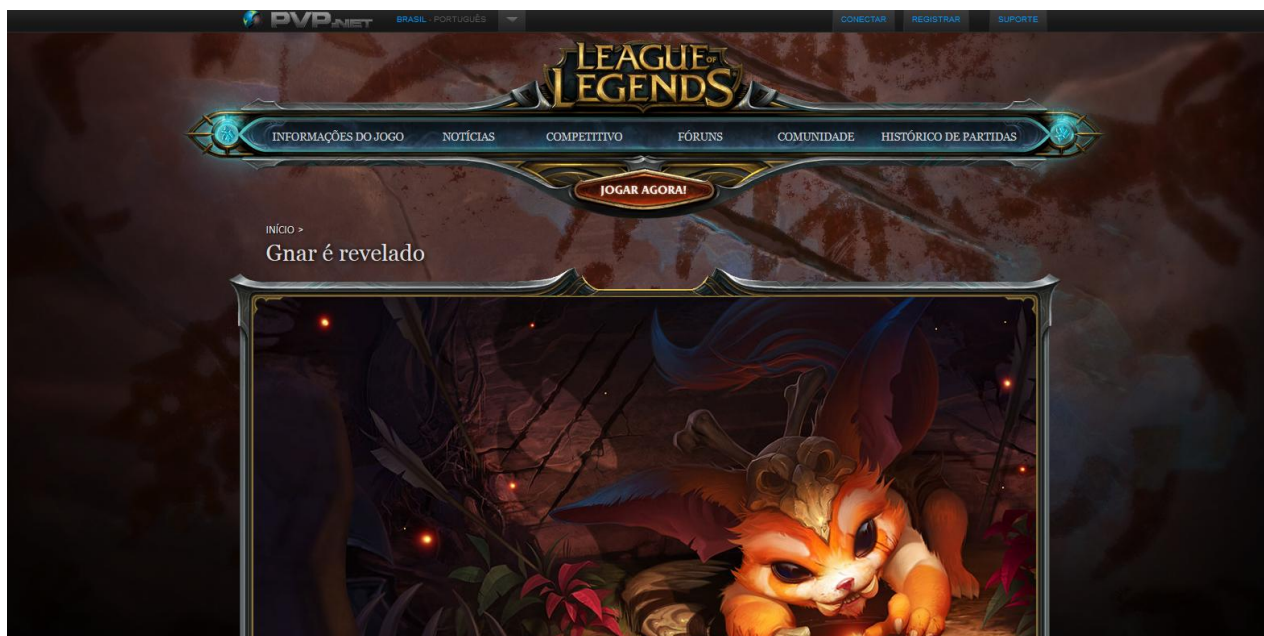 PVP.NET BRASIL - PORTUGUÊS CONECTAR REGISTRAR SUPORTE
LEAGUE OF
LEGENDS
INFORMAÇÕES DO JOGO NOTÍCIAS COMPETITIVO FÓRUNS COMUNIDADE HISTÓRICO DE PARTIDAS
JOGAR AGORA!
INÍCIO >
Gnar é revelado